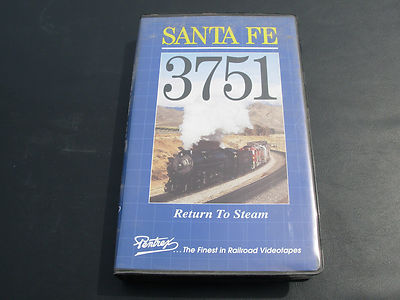 SANTA FE
3751
Return To Steam
Pentrex
...The Finest in Railroad Videotapes